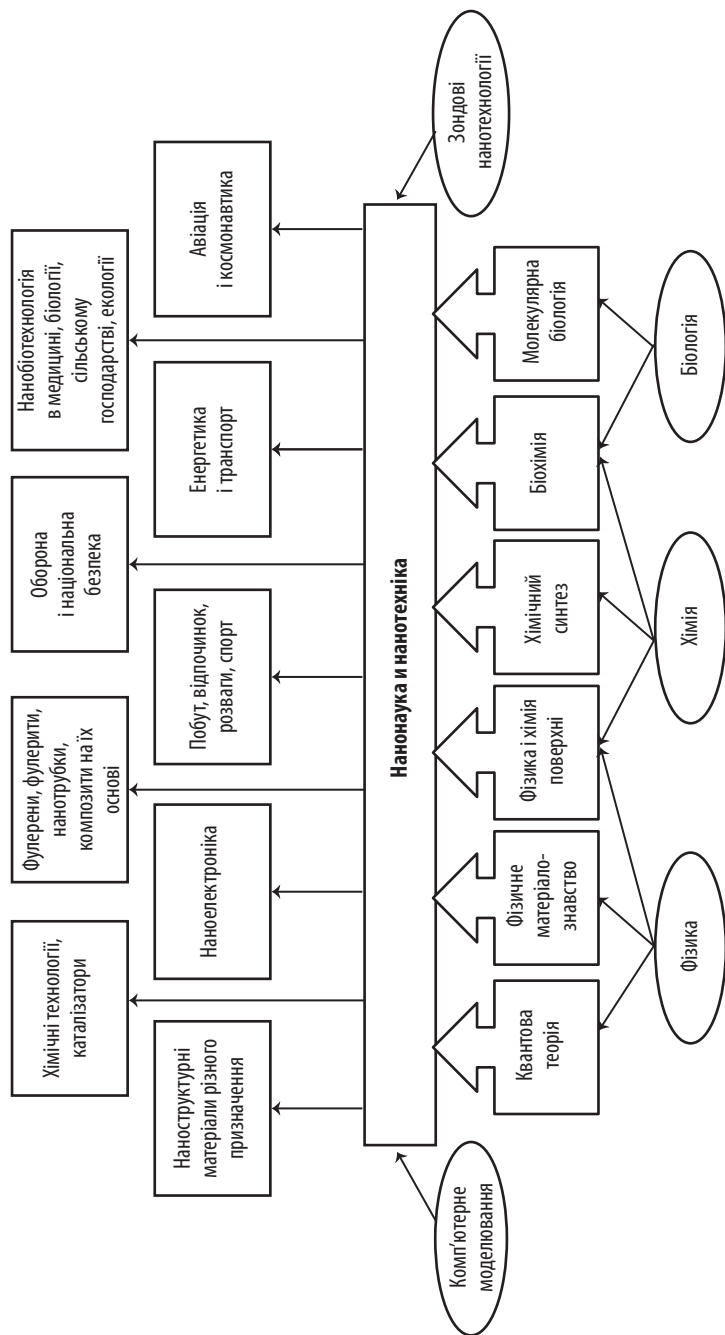 Хімічні технології,
каталізатори
Фулерени, фулерити,
нанотрубки,
композити на їх
основі
Оборона
і національна
безпека
Нанобіотехнологія
в медицині, біології,
сільському
господарстві, екології
Наноструктурні
матеріали різного
призначення
Наноелектроніка
Побут, відпочинок,
розваги, спорт
Енергетика
і транспорт
Авіація
і космонавтика
Комп'ютерне
моделювання
Нанонаука и нанотехніка
Зондові
нанотехнології
Квантова
теорія
Фізичне
матеріало-
знавство
Фізика і хімія
поверхні
Хімічний
синтез
Біохімія
Молекулярна
біологія
Фізика
Хімія
Біологія